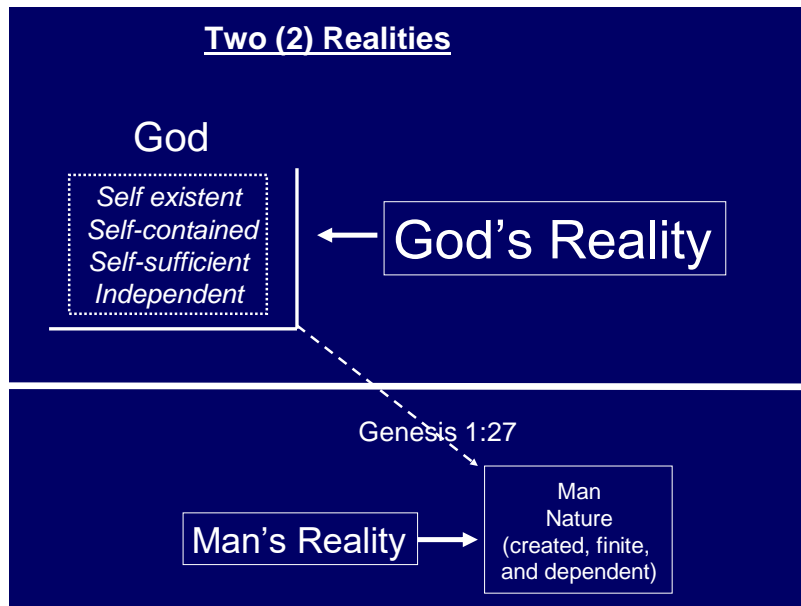 Two (2) Realities
God
Self existent
Self-contained
Self-sufficient
Independent
God’s Reality
Genesis 1:27
Man’s Reality
Man
Nature
(created, finite,
and dependent)